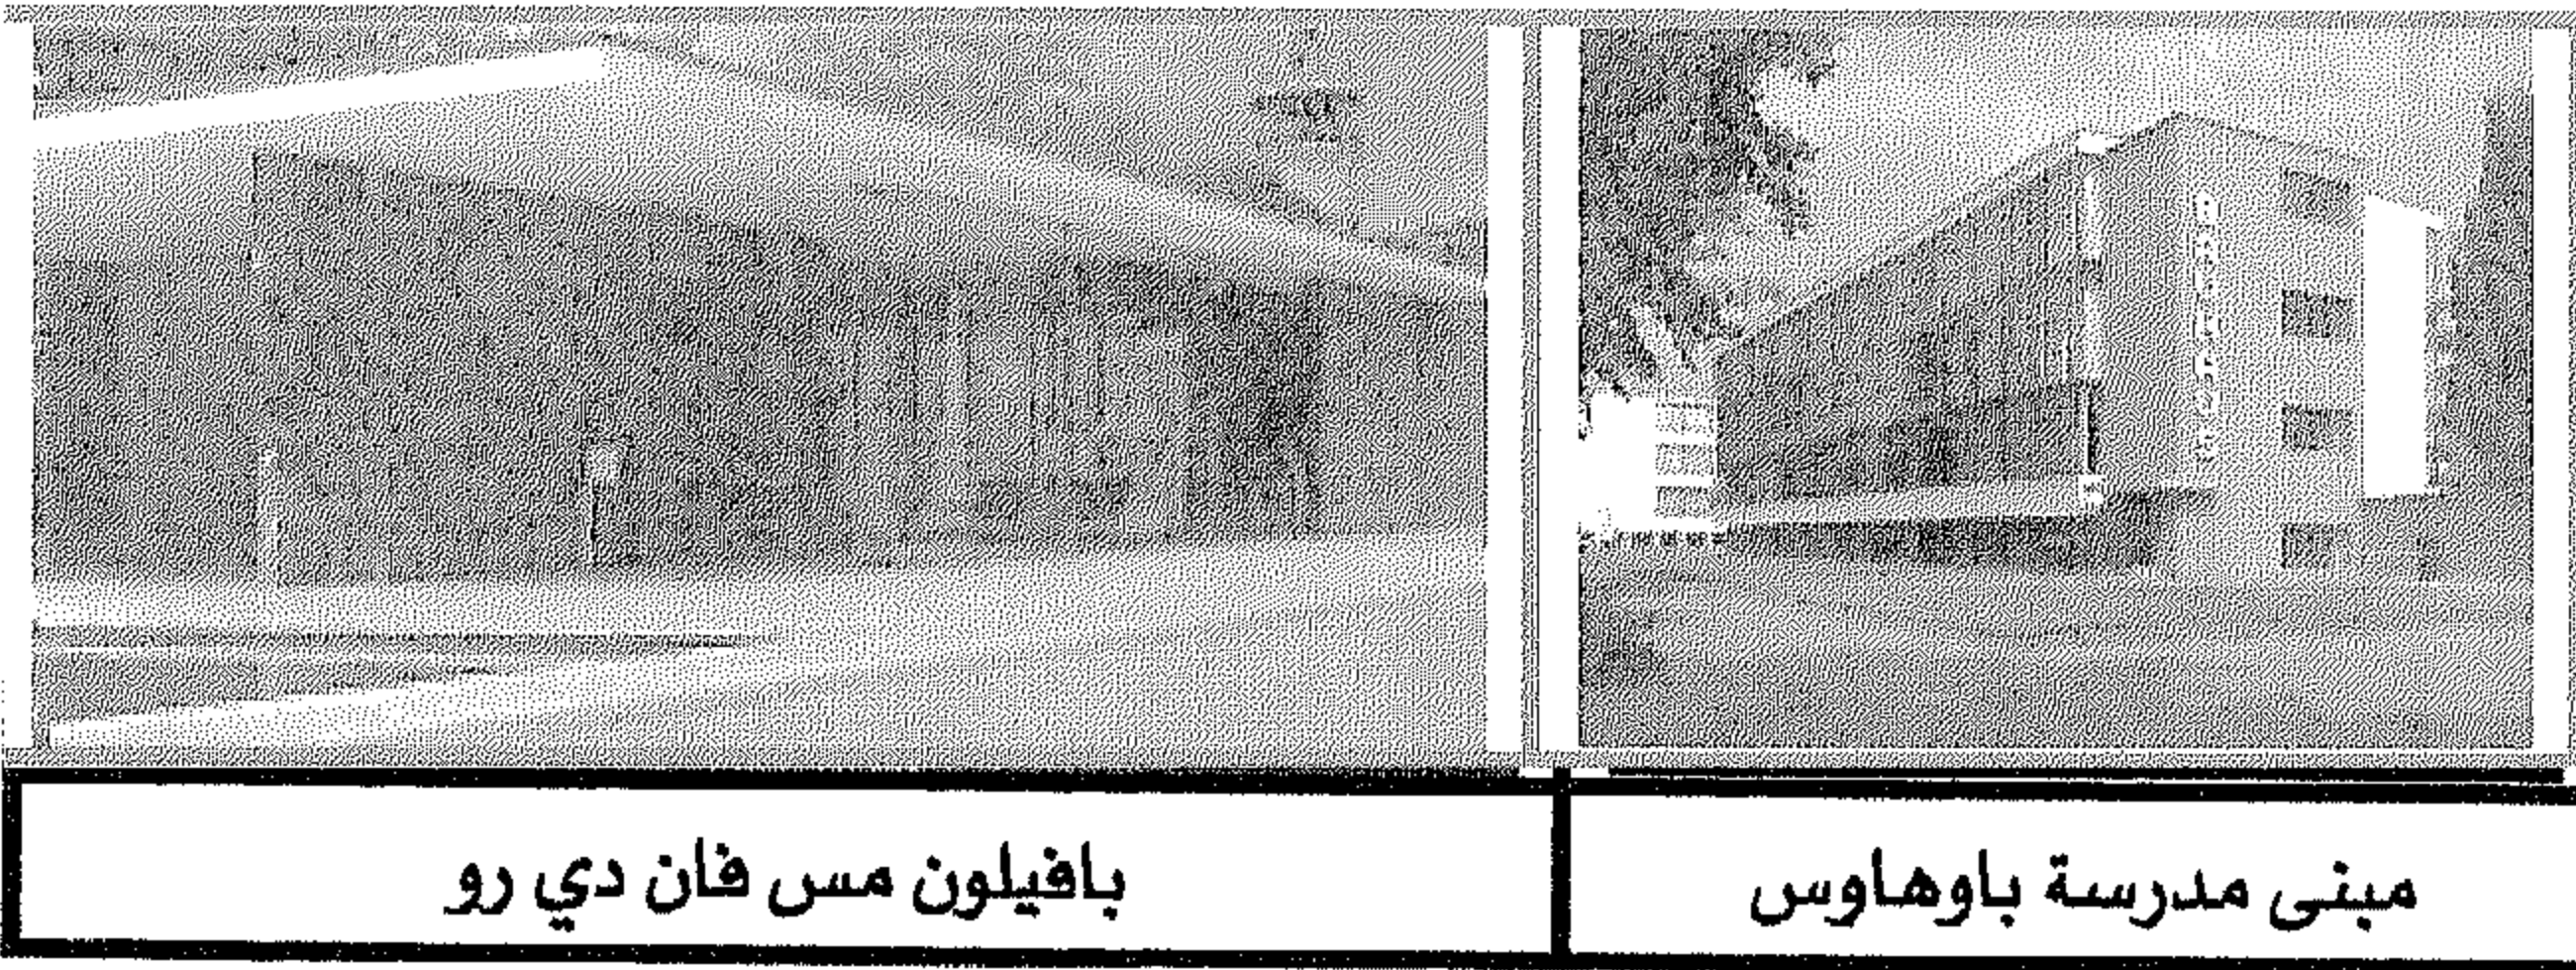 مبنى مدرسة باوهاوس
بافيلون مس فان دي رو